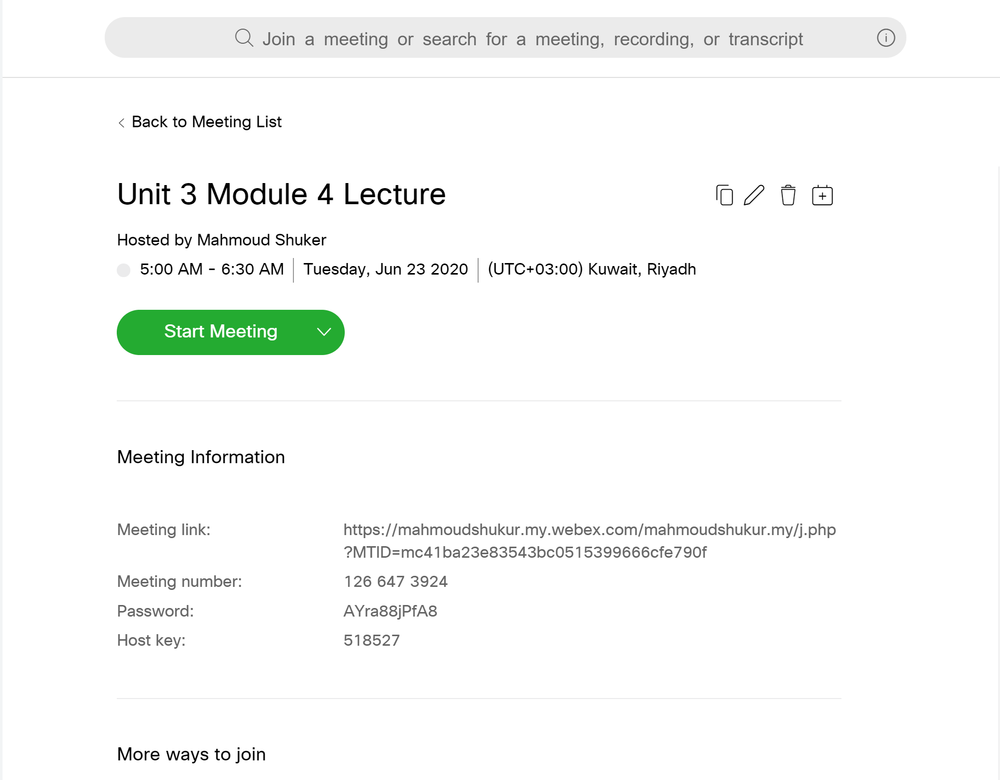 Join a meeting or search for a meeting, recording, or transcript
Back to Meeting List
Unit 3 Module 4 Lecture
Hosted by Mahmoud Shuker
5:00 AM - 6:30 AM Tuesday, Jun 23 2020 (UTC+03:00) Kuwait, Riyadh
Start Meeting
Meeting Information
Meeting link: https://mahmoudshukur.my.webex.com/mahmoudshukur.my/j.php
?MTID=mc41ba23e83543bc0515399666cfe790f
Meeting number: 126 647 3924
Password: AYra88jPfA8
Host key: 518527
More ways to join